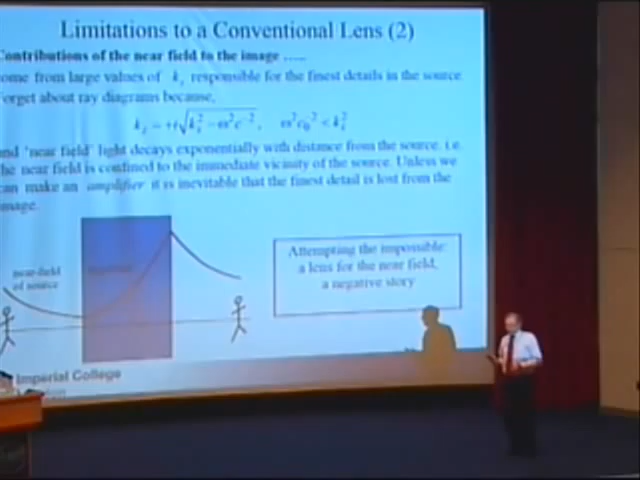 Limitations to a Conventional Lens (2)
Contributions of the near field to the image …..
come from large values of kx responsible for the finest details in the source.
Forget about ray diagrams because,
and 'near field' light decays exponentially with distance from the source. i.e.
the near field is confined to the immediate vicinity of the source. Unless we
can make an amplifier it is inevitable that the finest detail is lost from the
image.
near-field
of source
Attempting the impossible:
a lens for the near field,
a negative story
Imperial College